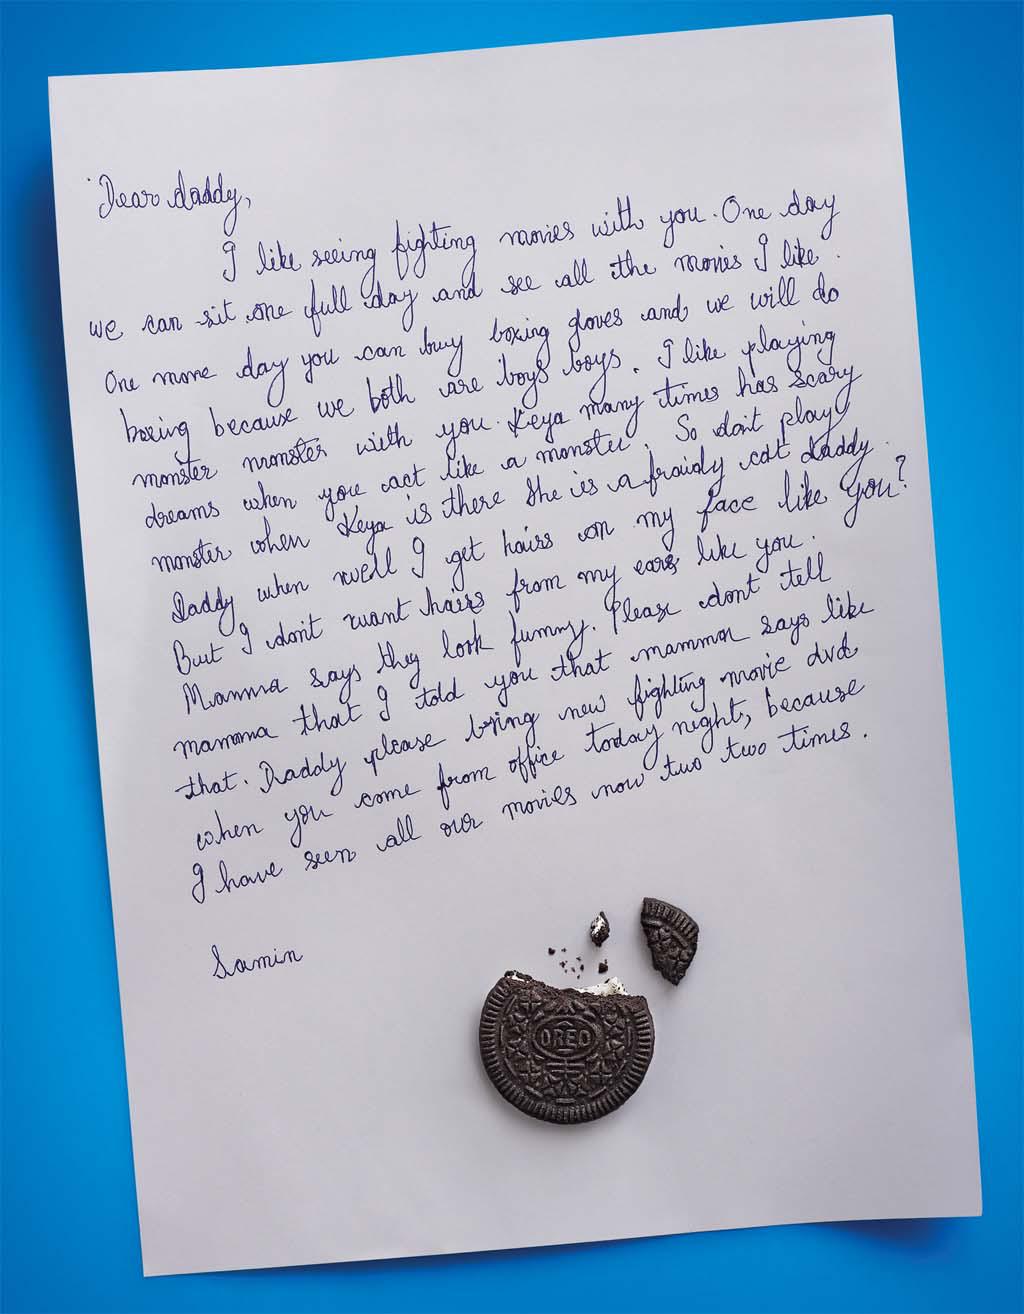 Dear daddy,
I like seeing fighting movies with you. One day
we can sit one full day and see all the movies I like.
One more day you can buy boxing gloves and we will do
boxing because we both are boys boys. I like playing
monster monster with you. Keya many times has scary
dreams when you act like a monster. So don't play
monster when Keya is there she is a fraidy cat daddy.
Daddy when will I get hairs on my face like you?
But I don't want hairs from my ears like you.
Mamma says they look funny. Please dont tell
mamma that I told you that mamma says like
that. Daddy please bring new fighting movie dvd
when you come from office today night, because
I have seen all our movies now two two times.
Samin
OREO